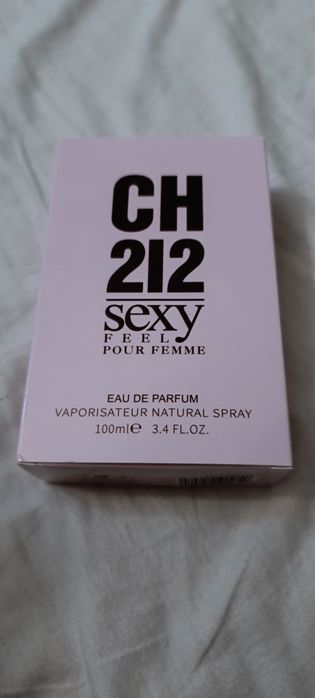 CH
212
sexy
FEEL
POUR FEMME
EAU DE PARFUM
VAPORISATEUR NATURAL SPRAY
100ml℮ 3.4 FL.OZ.